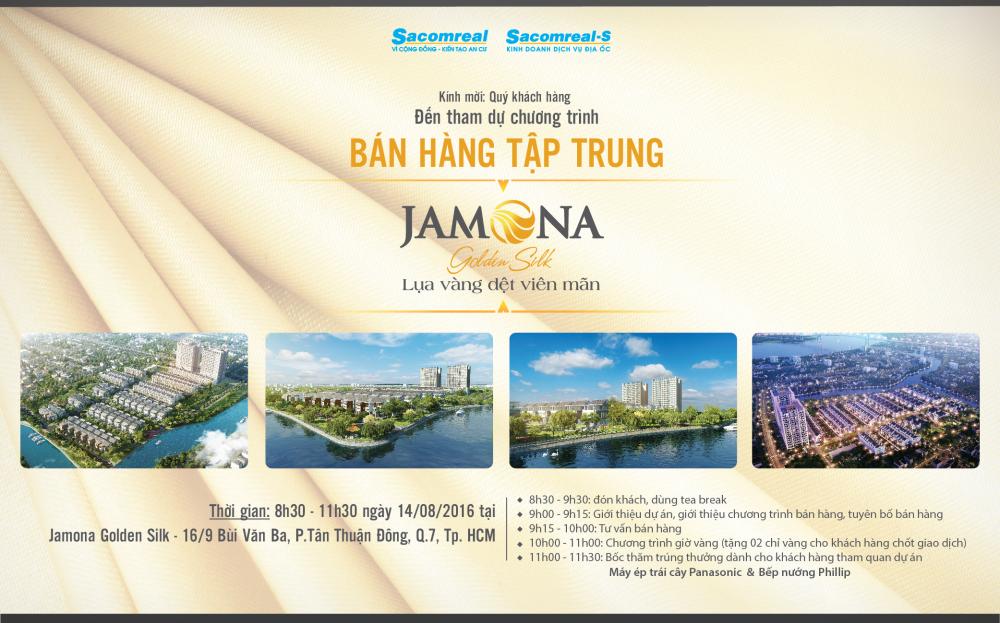 Sacomreal
VÌ CỘNG ĐỒNG - KIẾN TẠO AN CƯ
Sacomreal-S
KINH DOANH DỊCH VỤ ĐỊA ỐC
Kính mời: Quý khách hàng
Đến tham dự chương trình
BÁN HÀNG TẬP TRUNG
JAMONA
Golden Silk
Lụa vàng dệt viên mãn
Thời gian: 8h30 - 11h30 ngày 14/08/2016 tại
Jamona Golden Silk - 16/9 Bùi Văn Ba, P.Tân Thuận Đông, Q.7, Tp. HCM
8h30 - 9h30: đón khách, dùng tea break
9h00 - 9h15: Giới thiệu dự án, giới thiệu chương trình bán hàng, tuyên bố bán hàng
9h15 - 10h00: Tư vấn bán hàng
10h00 - 11h00: Chương trình giờ vàng (tặng 02 chỉ vàng cho khách hàng chốt giao dịch)
11h00 - 11h30: Bốc thăm trúng thưởng dành cho khách hàng tham quan dự án
Máy ép trái cây Panasonic & Bếp nướng Phillip